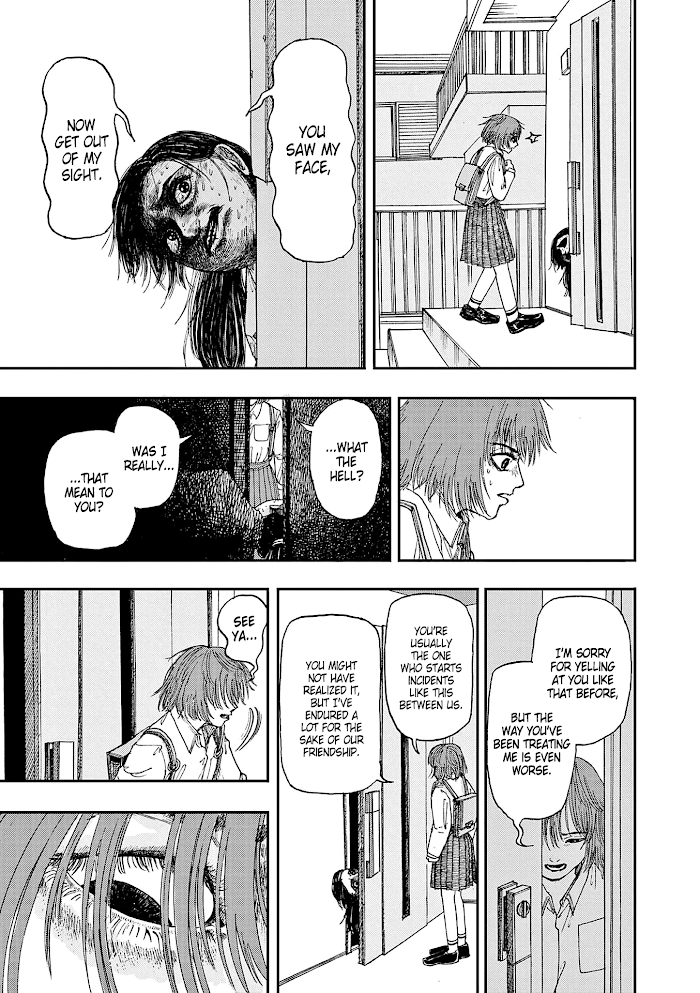 YOU
SAW MY
FACE,
NOW
GET OUT
OF MY
SIGHT.
...WHAT
THE
HELL?
WAS I
REALLY...
...THAT
MEAN TO
YOU?
I'M SORRY
FOR YELLING
AT YOU LIKE
THAT BEFORE,
BUT THE
WAY YOU'VE
BEEN TREATING
ME IS EVEN
WORSE.
YOU'RE
USUALLY
THE ONE
WHO STARTS
INCIDENTS
LIKE THIS
BETWEEN US.
YOU MIGHT
NOT HAVE
REALIZED IT,
BUT I'VE
ENDURED A
LOT FOR THE
SAKE OF OUR
FRIENDSHIP.
SEE
YA...